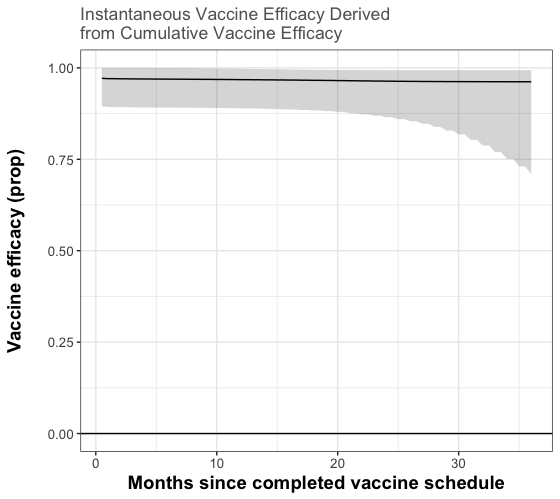 Instantaneous Vaccine Efficacy Derived
from Cumulative Vaccine Efficacy
1.00
0.75
0.50
0.25
0.00
Vaccine efficacy (prop)
0 10 20 30
Months since completed vaccine schedule